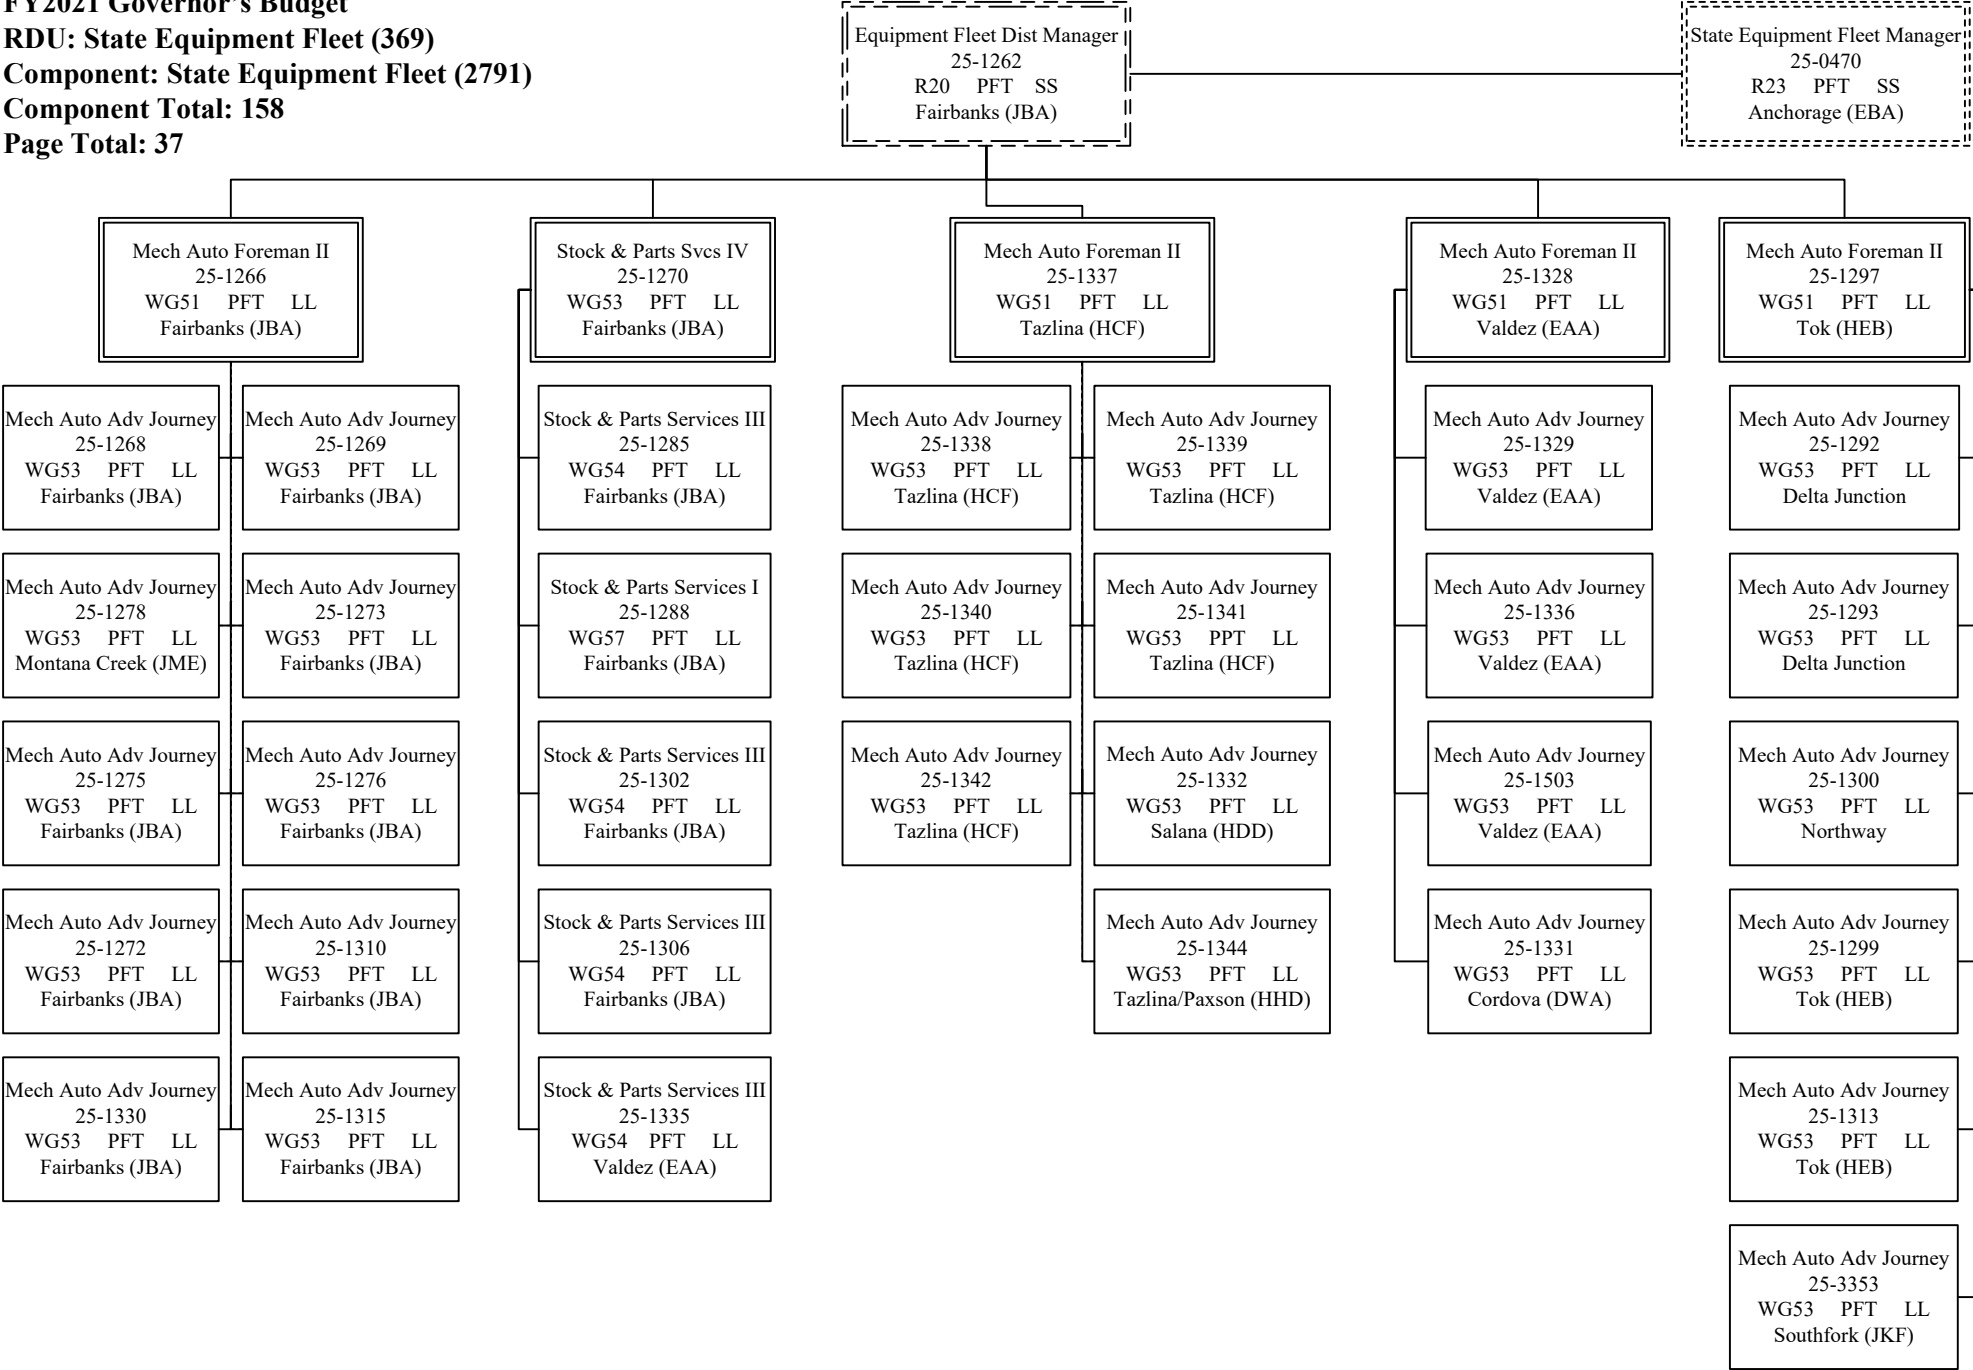 FY2021 Governor's Budget
RDU: State Equipment Fleet (369)
Component: State Equipment Fleet (2791)
Component Total: 158
Page Total: 37
Equipment Fleet Dist Manager
25-1262
R20 PFT SS
Fairbanks (JBA)
State Equipment Fleet Manager
25-0470
R23 PFT SS
Anchorage (EBA)
Mech Auto Foreman II
25-1266
WG51 PFT LL
Fairbanks (JBA)
Stock & Parts Svcs IV
25-1270
WG53 PFT LL
Fairbanks (JBA)
Mech Auto Foreman II
25-1337
WG51 PFT LL
Tazlina (HCF)
Mech Auto Foreman II
25-1328
WG51 PFT LL
Valdez (EAA)
Mech Auto Foreman II
25-1297
WG51 PFT LL
Tok (HEB)
Mech Auto Adv Journey
25-1268
WG53 PFT LL
Fairbanks (JBA)
Mech Auto Adv Journey
25-1269
WG53 PFT LL
Fairbanks (JBA)
Stock & Parts Services III
25-1285
WG54 PFT LL
Fairbanks (JBA)
Mech Auto Adv Journey
25-1338
WG53 PFT LL
Tazlina (HCF)
Mech Auto Adv Journey
25-1339
WG53 PFT LL
Tazlina (HCF)
Mech Auto Adv Journey
25-1329
WG53 PFT LL
Valdez (EAA)
Mech Auto Adv Journey
25-1292
WG53 PFT LL
Delta Junction
Mech Auto Adv Journey
25-1278
WG53 PFT LL
Montana Creek (JME)
Mech Auto Adv Journey
25-1273
WG53 PFT LL
Fairbanks (JBA)
Stock & Parts Services I
25-1288
WG57 PFT LL
Fairbanks (JBA)
Mech Auto Adv Journey
25-1340
WG53 PFT LL
Tazlina (HCF)
Mech Auto Adv Journey
25-1341
WG53 PPT LL
Tazlina (HCF)
Mech Auto Adv Journey
25-1336
WG53 PFT LL
Valdez (EAA)
Mech Auto Adv Journey
25-1293
WG53 PFT LL
Delta Junction
Mech Auto Adv Journey
25-1275
WG53 PFT LL
Fairbanks (JBA)
Mech Auto Adv Journey
25-1276
WG53 PFT LL
Fairbanks (JBA)
Stock & Parts Services III
25-1302
WG54 PFT LL
Fairbanks (JBA)
Mech Auto Adv Journey
25-1342
WG53 PFT LL
Tazlina (HCF)
Mech Auto Adv Journey
25-1332
WG53 PFT LL
Salana (HDD)
Mech Auto Adv Journey
25-1503
WG53 PFT LL
Valdez (EAA)
Mech Auto Adv Journey
25-1300
WG53 PFT LL
Northway
Mech Auto Adv Journey
25-1272
WG53 PFT LL
Fairbanks (JBA)
Mech Auto Adv Journey
25-1310
WG53 PFT LL
Fairbanks (JBA)
Stock & Parts Services III
25-1306
WG54 PFT LL
Fairbanks (JBA)
Mech Auto Adv Journey
25-1344
WG53 PFT LL
Tazlina/Paxson (HHD)
Mech Auto Adv Journey
25-1331
WG53 PFT LL
Cordova (DWA)
Mech Auto Adv Journey
25-1299
WG53 PFT LL
Tok (HEB)
Mech Auto Adv Journey
25-1330
WG53 PFT LL
Fairbanks (JBA)
Mech Auto Adv Journey
25-1315
WG53 PFT LL
Fairbanks (JBA)
Stock & Parts Services III
25-1335
WG54 PFT LL
Valdez (EAA)
Mech Auto Adv Journey
25-1313
WG53 PFT LL
Tok (HEB)
Mech Auto Adv Journey
25-3353
WG53 PFT LL
Southfork (JKF)